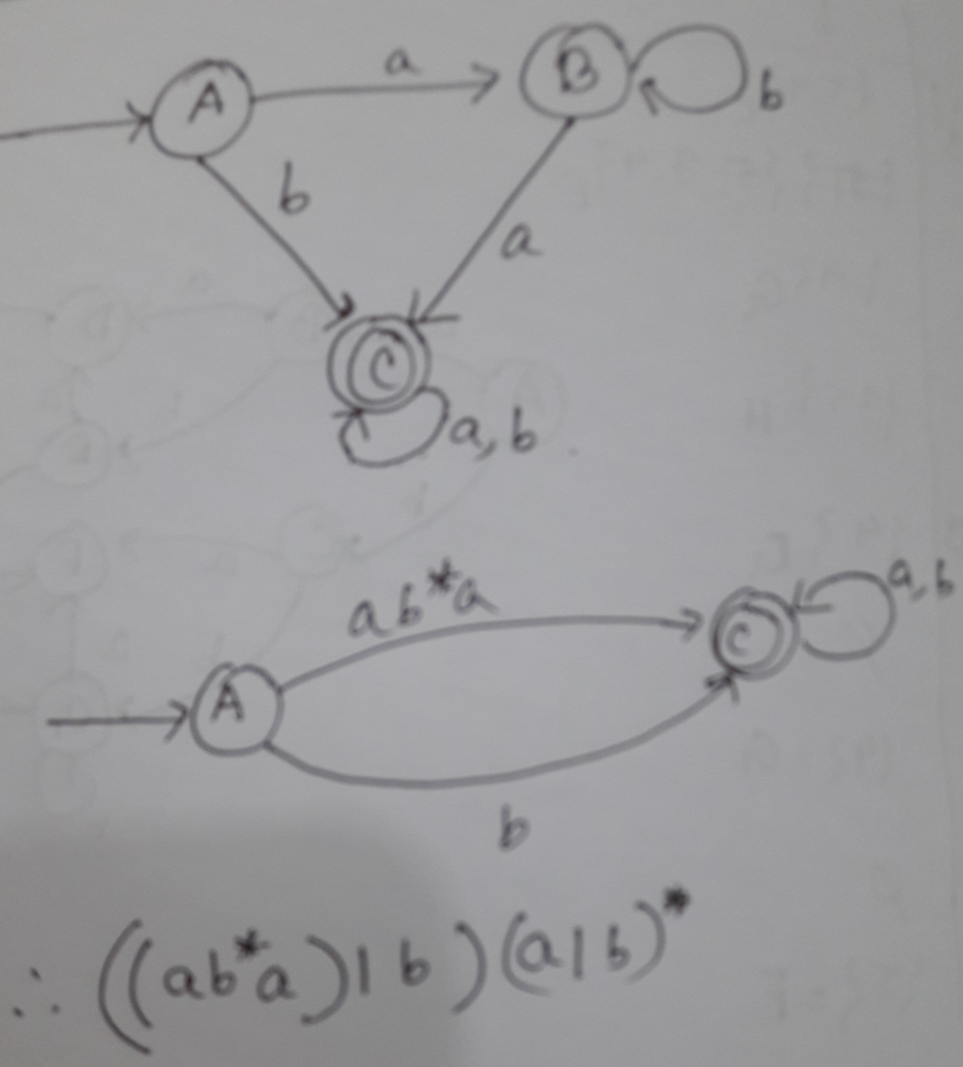 A a B b
b a
C
a, b
ab*a a, b
A C
b
∴ ((ab*a)|b)(a|b)*